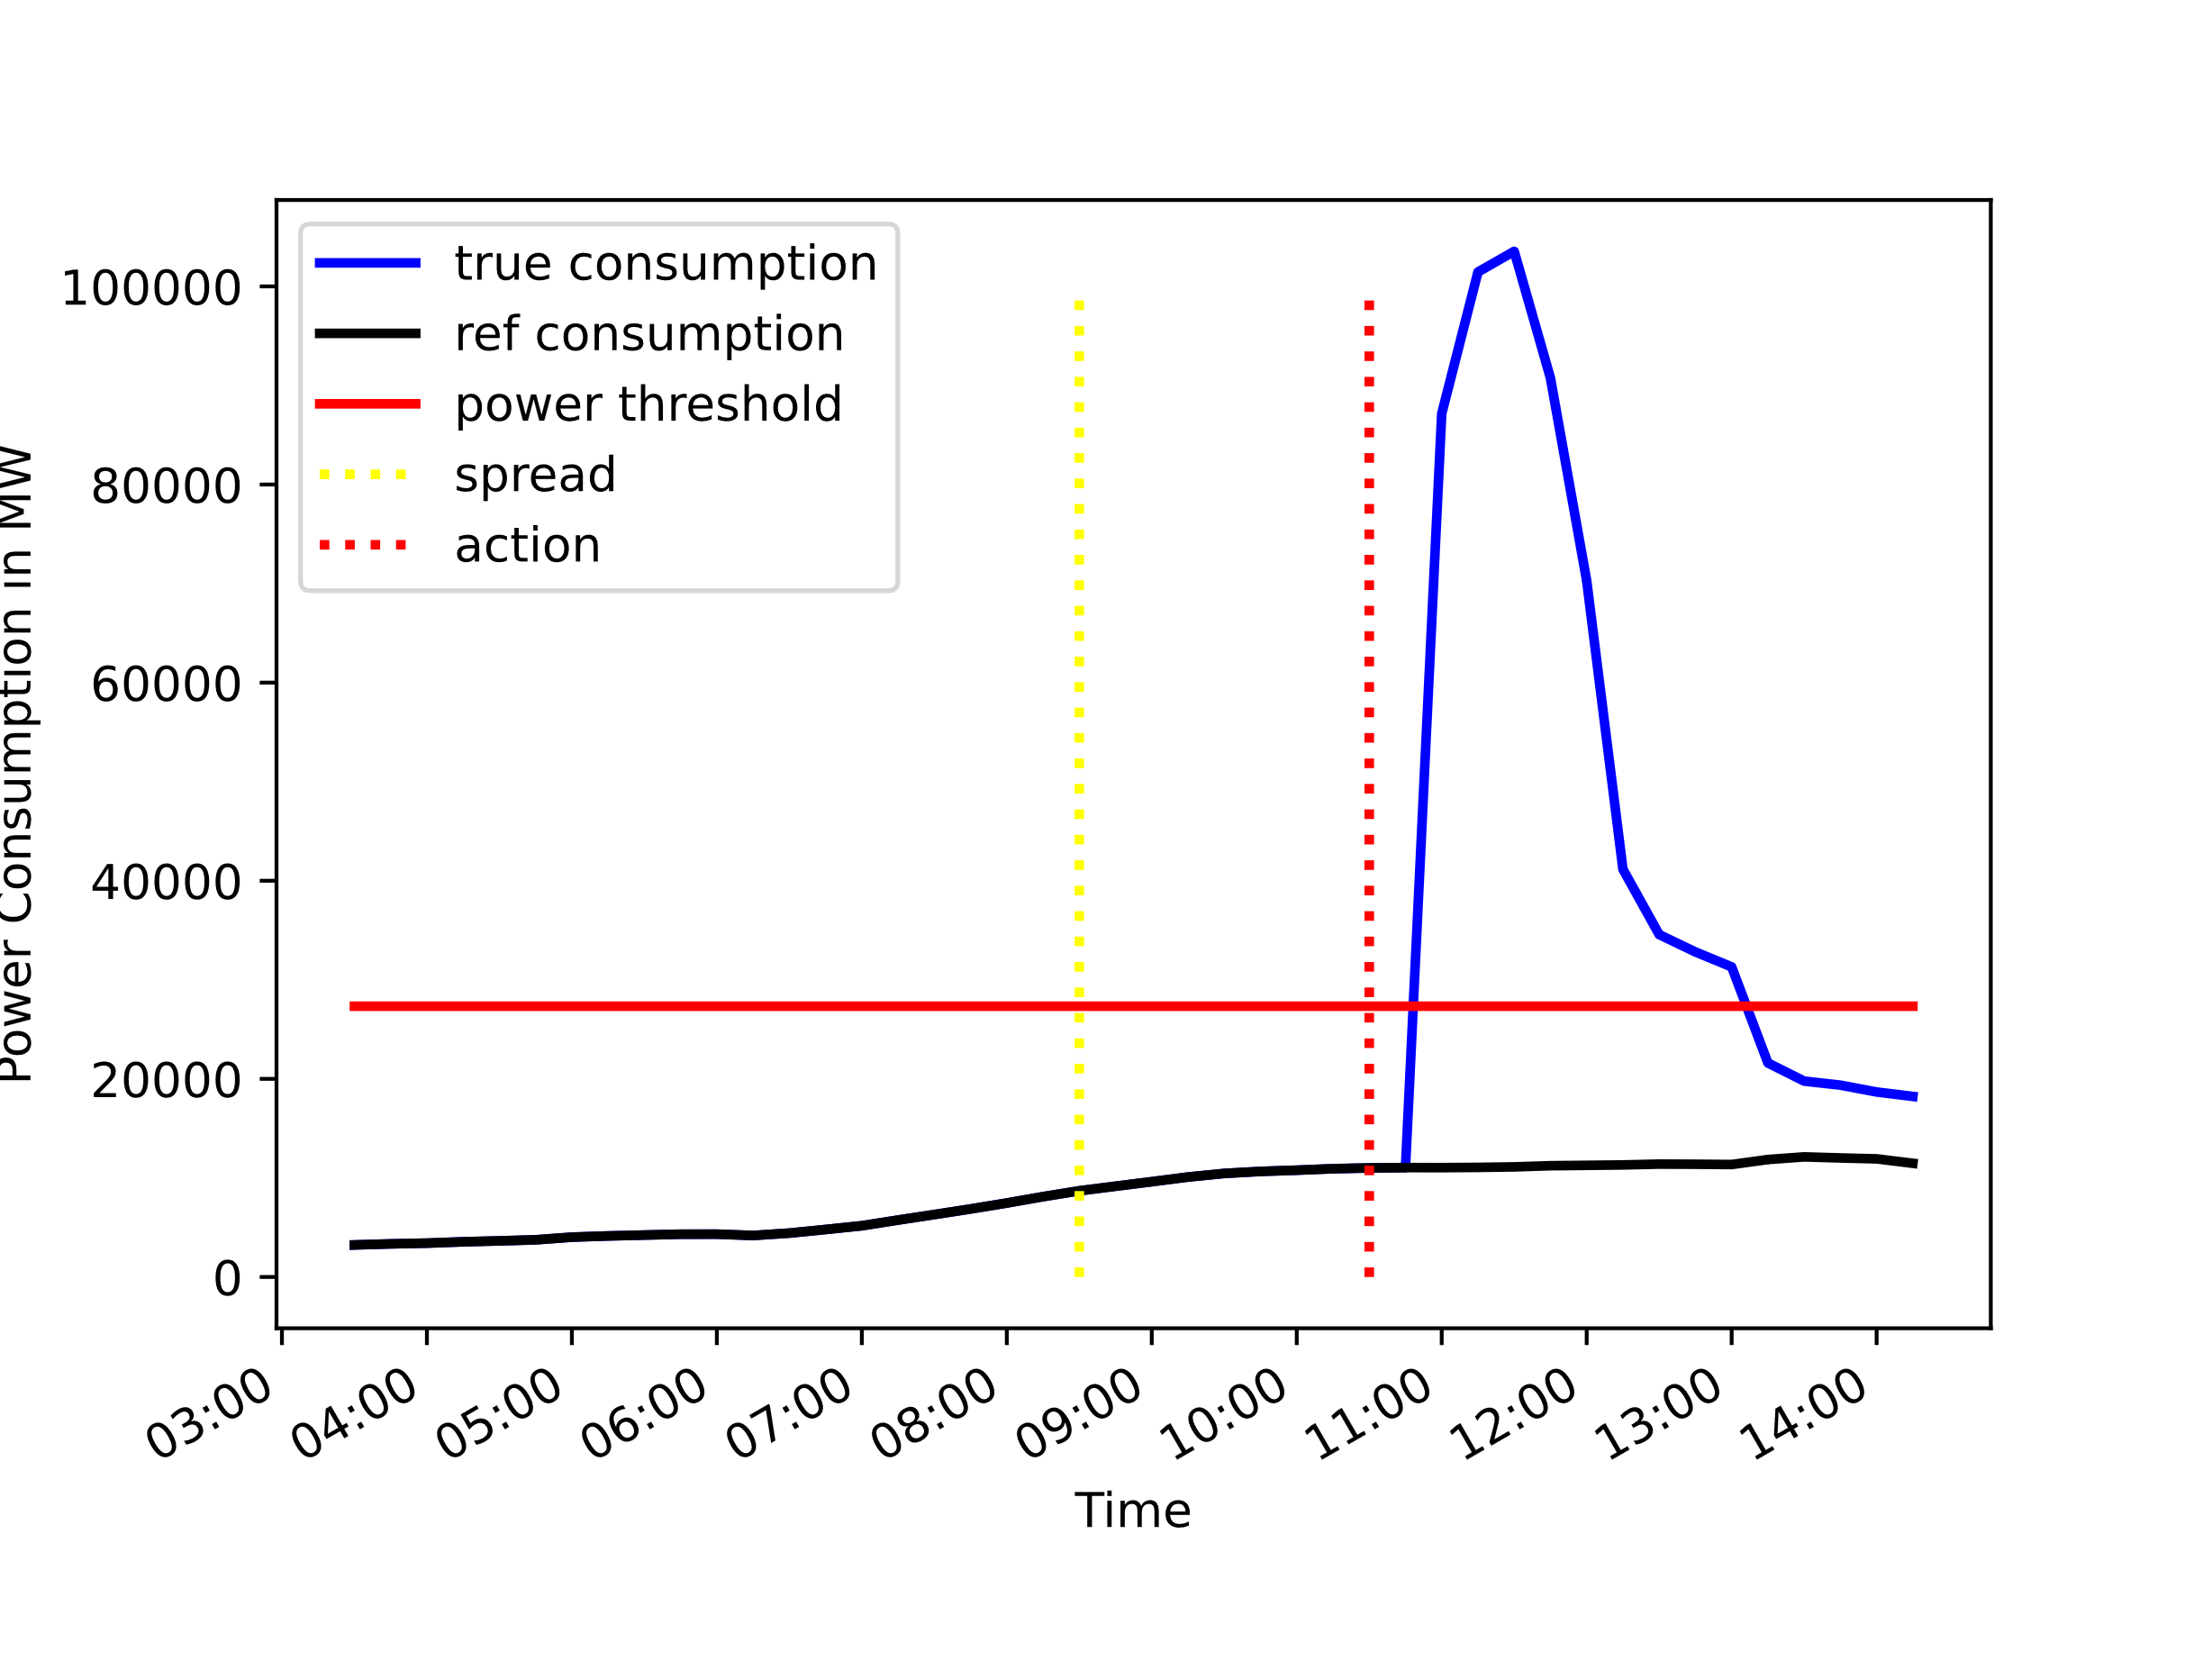 true consumption
ref consumption
power threshold
spread
action
100000
80000
60000
40000
20000
0
Power Consumption in MW
03:00
04:00
05:00
06:00
07:00
08:00
09:00
10:00
11:00
12:00
13:00
14:00
Time